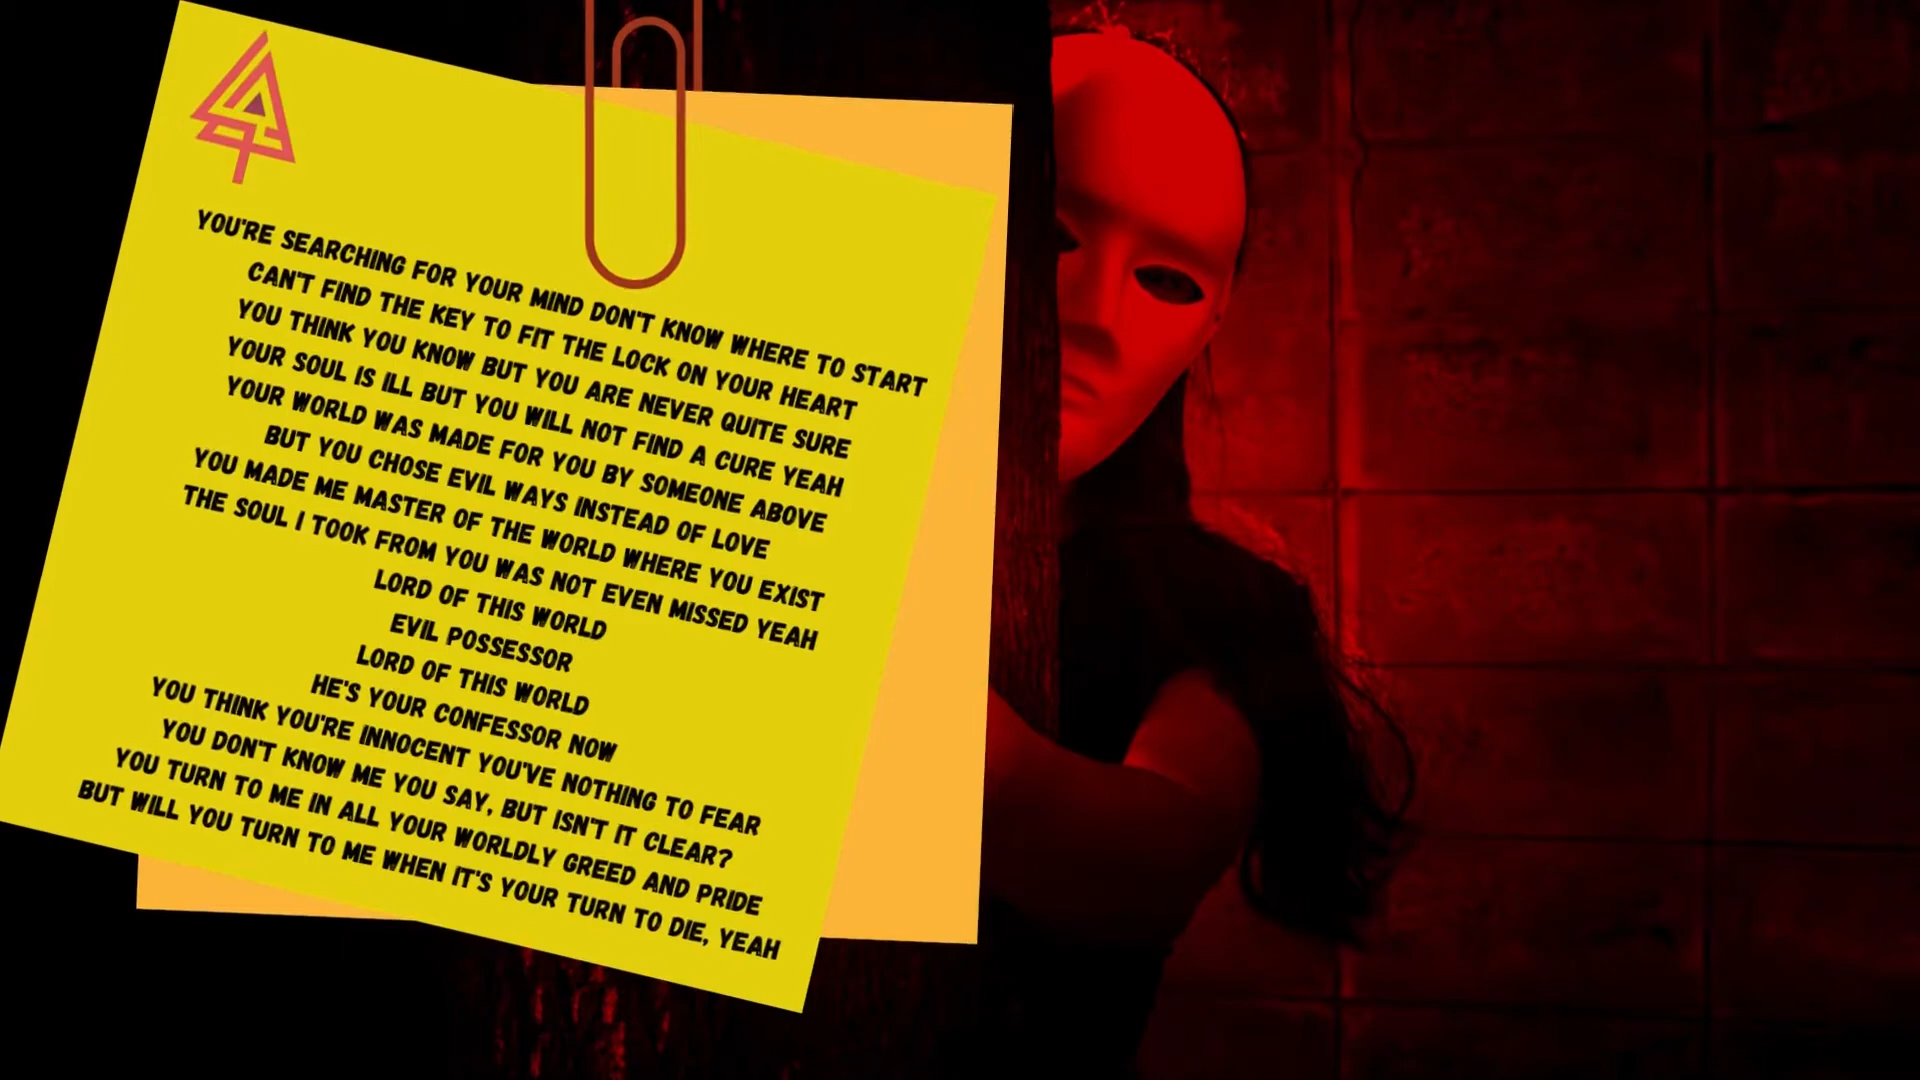 YOU'RE SEARCHING FOR YOUR MIND DON'T KNOW WHERE TO START
CAN'T FIND THE KEY TO FIT THE LOCK ON YOUR HEART
YOU THINK YOU KNOW BUT YOU ARE NEVER QUITE SURE
YOUR SOUL IS ILL BUT YOU WILL NOT FIND A CURE YEAH
YOUR WORLD WAS MADE FOR YOU BY SOMEONE ABOVE
BUT YOU CHOSE EVIL WAYS INSTEAD OF LOVE
YOU MADE ME MASTER OF THE WORLD WHERE YOU EXIST
THE SOUL I TOOK FROM YOU WAS NOT EVEN MISSED YEAH
LORD OF THIS WORLD
EVIL POSSESSOR
LORD OF THIS WORLD
HE'S YOUR CONFESSOR NOW
YOU THINK YOU'RE INNOCENT YOU'VE NOTHING TO FEAR
YOU DON'T KNOW ME YOU SAY, BUT ISN'T IT CLEAR?
YOU TURN TO ME IN ALL YOUR WORLDLY GREED AND PRIDE
BUT WILL YOU TURN TO ME WHEN IT'S YOUR TURN TO DIE, YEAH